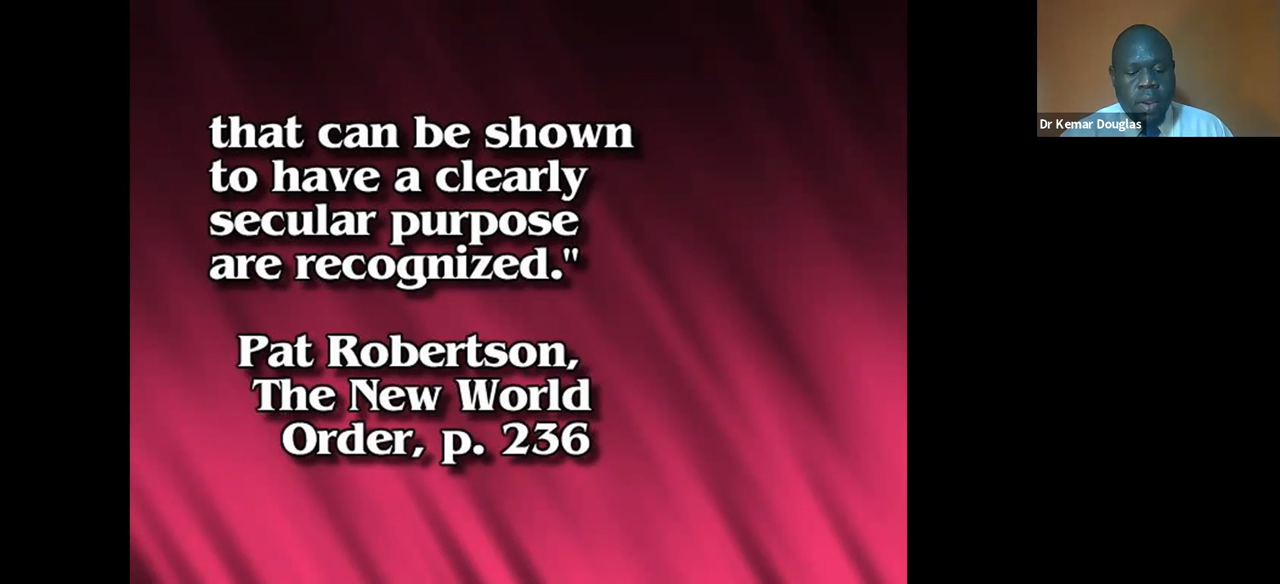 that can be shown
to have a clearly
secular purpose
are recognized."
Pat Robertson,
The New World
Order, p. 236
Dr Kemar Douglas